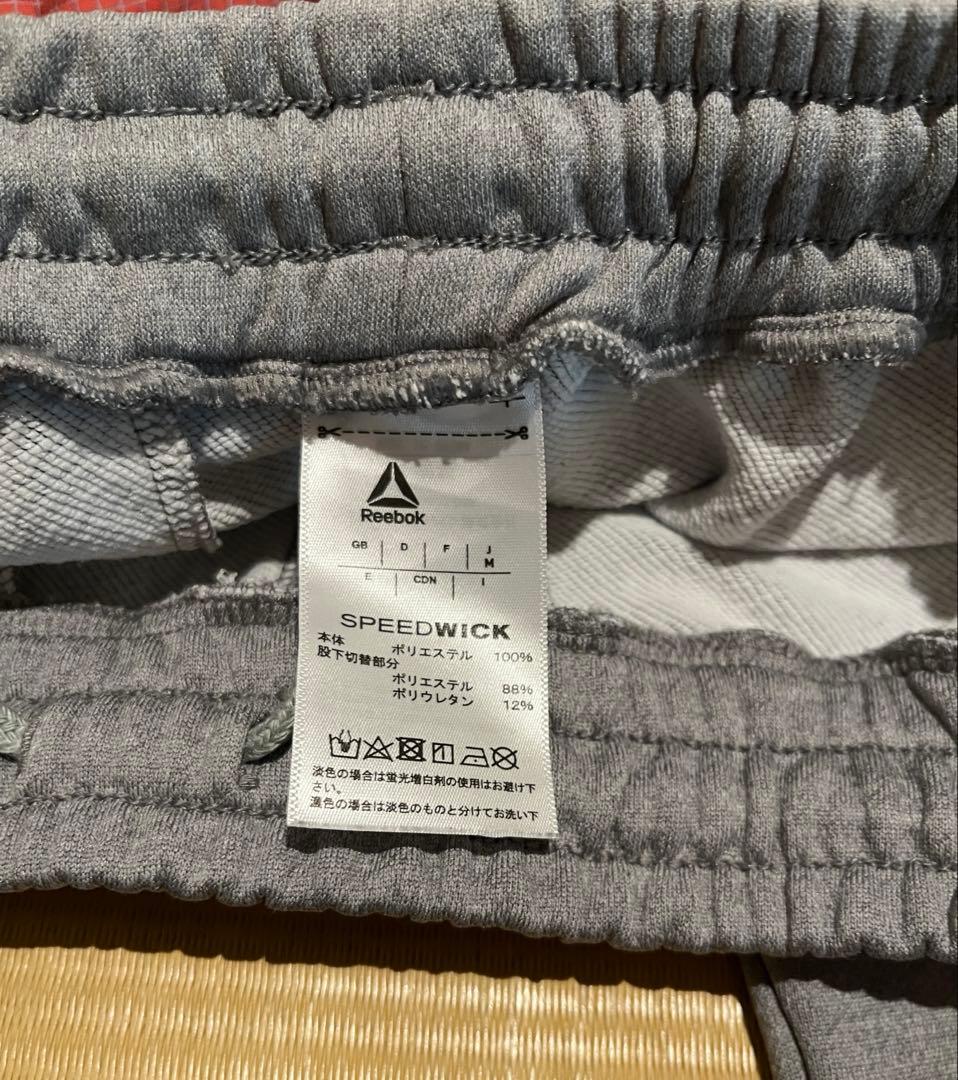 Reebok
GB D F J
M
E CDN I
SPEEDWICK
本体
ポリエステル 100%
股下切替部分
ポリエステル 88%
ポリウレタン 12%
淡色の場合は蛍光増白剤の使用はお避け下
さい。
濃色の場合は淡色のものと分けてお洗い下